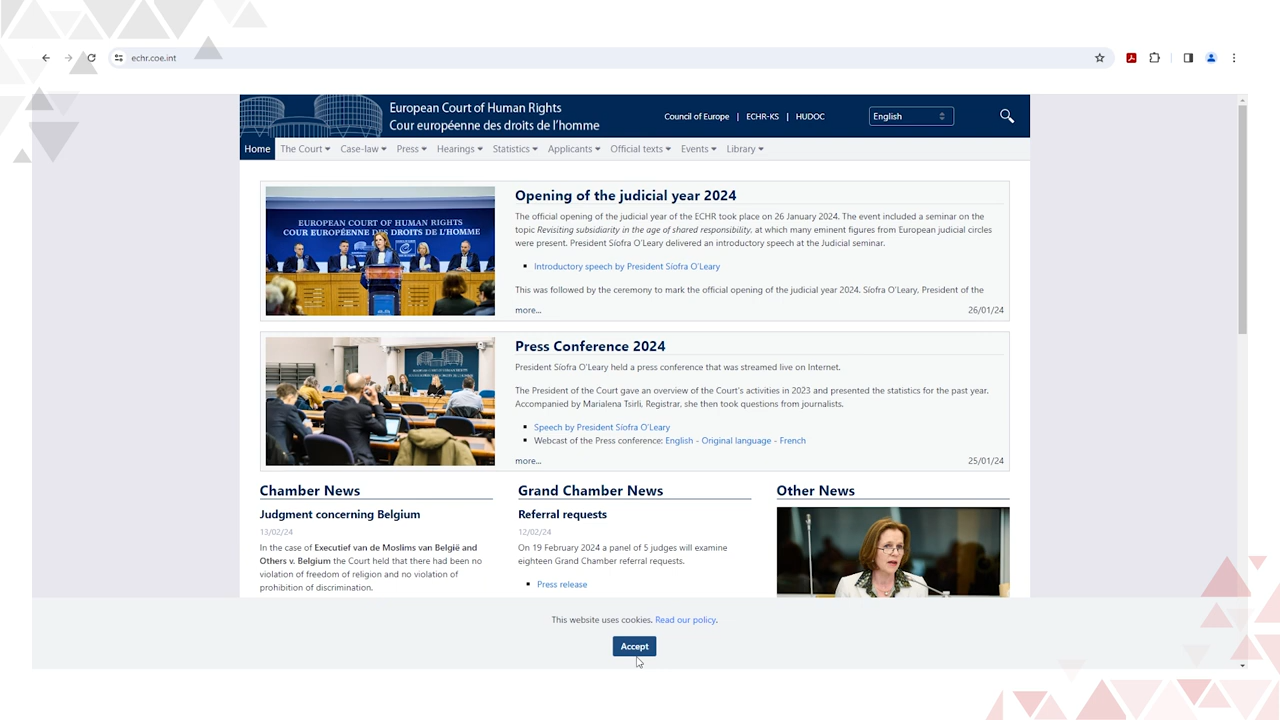 echr.coe.int
European Court of Human Rights
Cour européenne des droits de l'homme
Council of Europe | ECHR-KS | HUDOC
English
Home The Court Case-law Press Hearings Statistics Applicants Official texts Events Library
EUROPEAN COURT OF HUMAN RIGHTS
COUR EUROPÉENNE DES DROITS DE L'HOMME
Opening of the judicial year 2024
The official opening of the judicial year of the ECHR took place on 26 January 2024. The event included a seminar on the
topic Revisiting subsidiarity in the age of shared responsibility, at which many eminent figures from European judicial circles
were present. President Síofra O'Leary delivered an introductory speech at the Judicial seminar.
Introductory speech by President Síofra O'Leary
This was followed by the ceremony to mark the official opening of the judicial year 2024. Síofra O'Leary, President of the
more... 26/01/24
Press Conference 2024
President Síofra O'Leary held a press conference that was streamed live on Internet.
The President of the Court gave an overview of the Court's activities in 2023 and presented the statistics for the past year.
Accompanied by Marialena Tsirli, Registrar, she then took questions from journalists.
Speech by President Síofra O'Leary
Webcast of the Press conference: English - Original language - French
more... 25/01/24
Chamber News
Judgment concerning Belgium
13/02/24
In the case of Executief van de Moslims van België and
Others v. Belgium the Court held that there had been no
violation of freedom of religion and no violation of
prohibition of discrimination.
Grand Chamber News
Referral requests
12/02/24
On 19 February 2024 a panel of 5 judges will examine
eighteen Grand Chamber referral requests.
Press release
Other News
This website uses cookies. Read our policy.
Accept